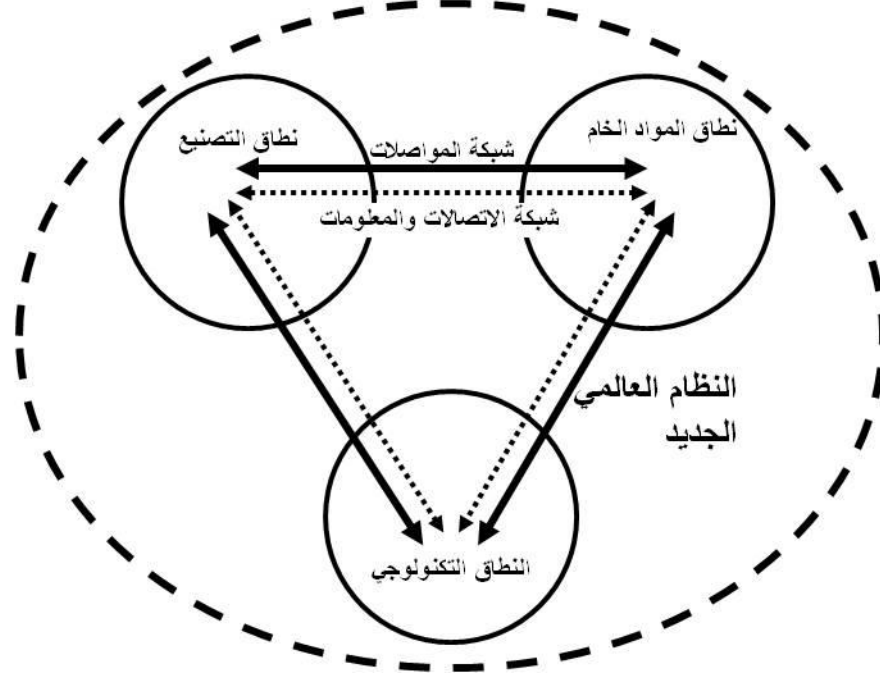 نطاق المواد الخام
نطاق التصنيع
شبكة المواصلات
شبكة الاتصالات والمعلومات
النظام العالمي
الجديد
النطاق التكنولوجي